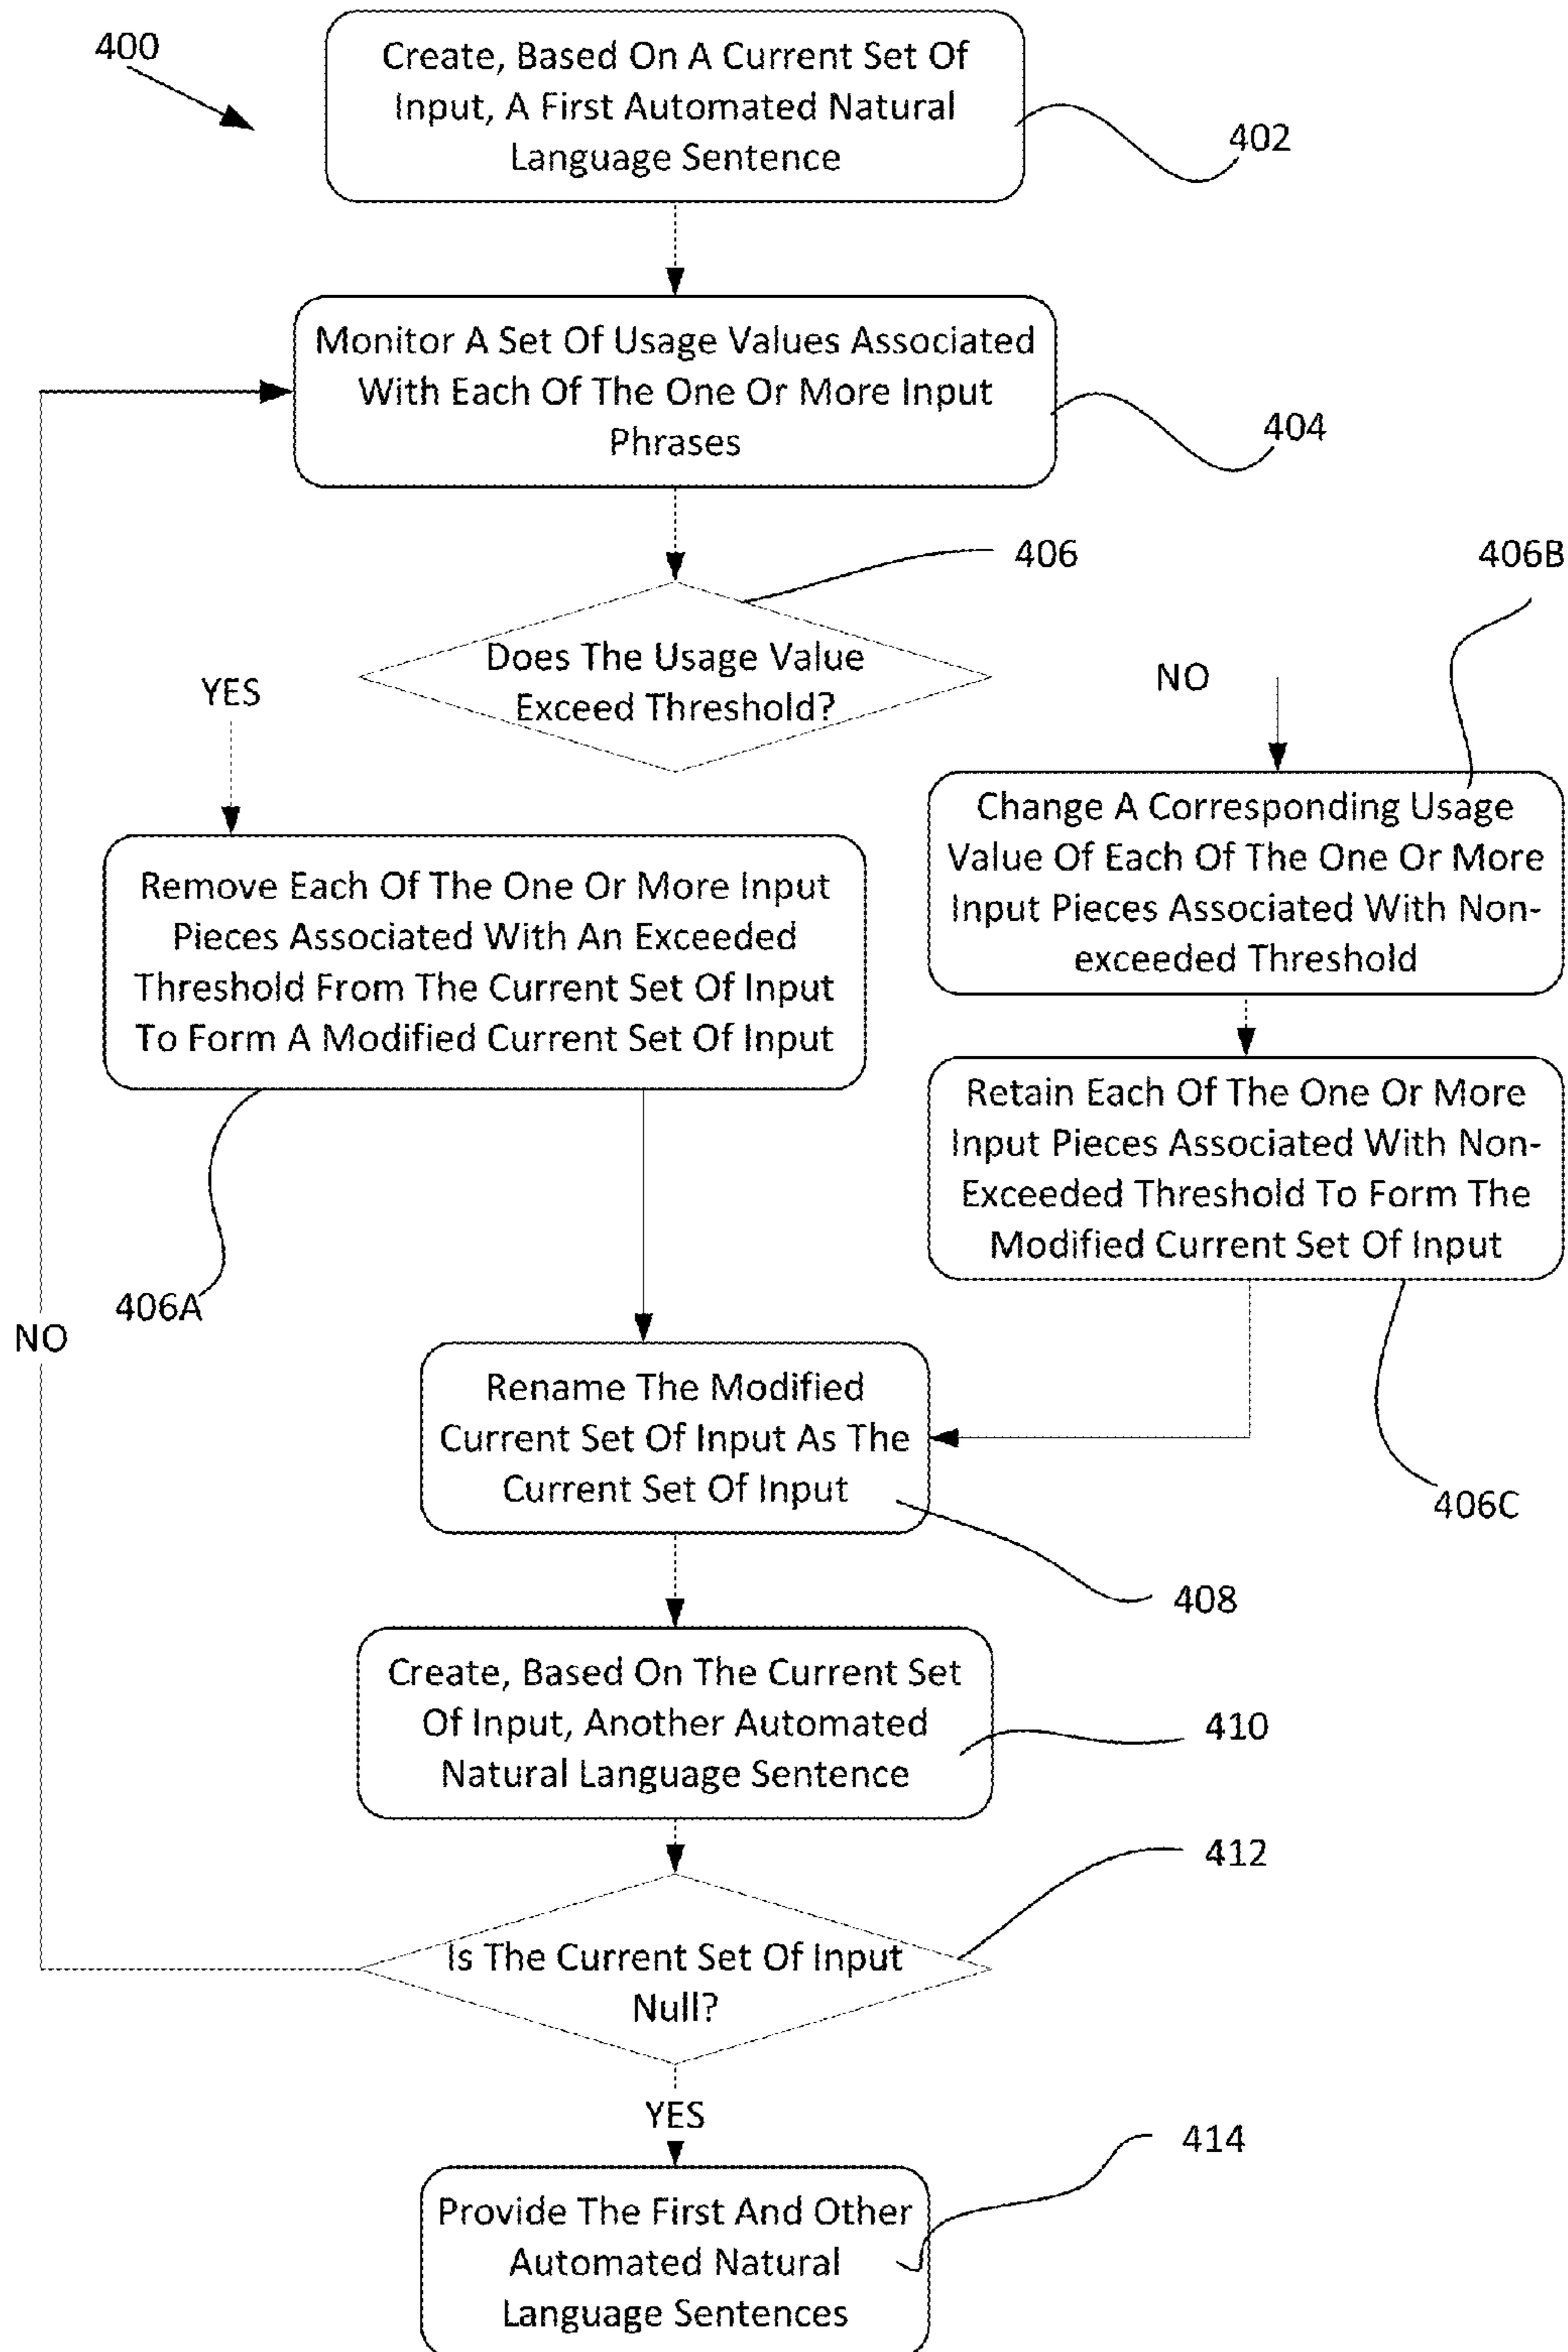 400
Create, Based On A Current Set Of
Input, A First Automated Natural
Language Sentence
402
Monitor A Set Of Usage Values Associated
With Each Of The One Or More Input
Phrases
404
406
406B
Does The Usage Value
Exceed Threshold?
YES
NO
Change A Corresponding Usage
Value Of Each Of The One Or More
Input Pieces Associated With Non-
exceeded Threshold
Remove Each Of The One Or More Input
Pieces Associated With An Exceeded
Threshold From The Current Set Of Input
To Form A Modified Current Set Of Input
Retain Each Of The One Or More
Input Pieces Associated With Non-
Exceeded Threshold To Form The
Modified Current Set Of Input
406A
NO
Rename The Modified
Current Set Of Input As The
Current Set Of Input
406C
408
Create, Based On The Current Set
Of Input, Another Automated
Natural Language Sentence
410
412
Is The Current Set Of Input
Null?
YES
414
Provide The First And Other
Automated Natural
Language Sentences